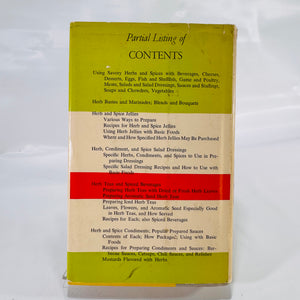 Partial Listing of
CONTENTS
Using Savory Herbs and Spices with Beverages, Cheeses,
Desserts, Eggs, Fish and Shellfish, Game and Poultry,
Meats, Salads and Salad Dressings, Sauces and Stuffings,
Soups and Chowders, Vegetables
Herb Bastes and Marinades; Blends and Bouquets
Herb and Spice Jellies
Various Ways to Prepare
Recipes for Herb and Spice Jellies
Using Herb Jellies with Basic Foods
Where and How Specified Herb Jellies May Be Purchased
Herb, Condiment, and Spice Salad Dressings
Specific Herbs, Condiments, and Spices to Use in Pre-
paring Dressings
Specific Salad Dressing Recipes and How to Use with
Basic Foods
Herb Teas and Spiced Beverages
Preparing Herb Teas with Green or Fresh Herb Leaves
Preparing Aromatic Seed Herb Teas
Preparing Iced Herb Teas
Leaves, Flowers, and Aromatic Seed Especially Good
in Herb Teas, and How Served
Recipes for Each; also Spiced Beverages
Herb and Spice Condiments; Popular Prepared Sauces
Contents of Each; How Packaged; Using with Basic
Foods
Recipes for Preparing Condiments and Sauces: Bar-
becue Sauces, Catsups, Chili Sauces, and Relishes
Mustards Flavored with Herbs